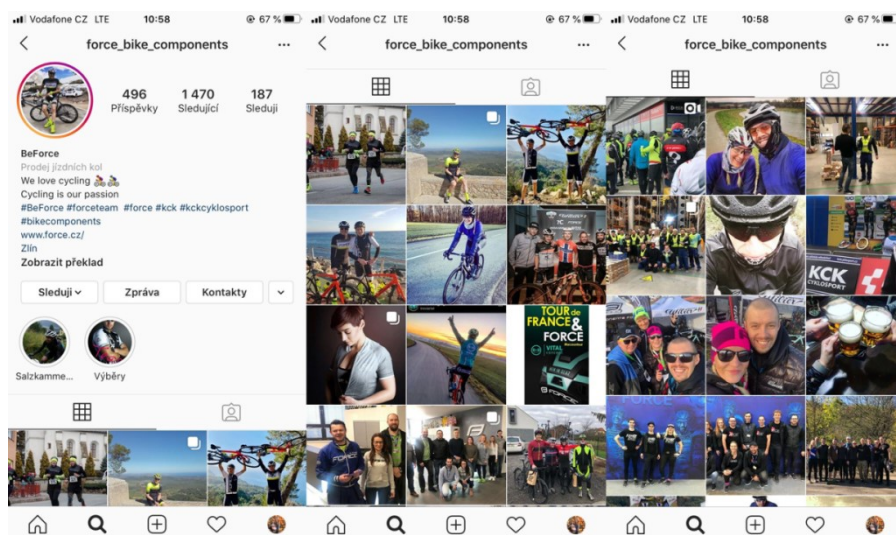 Vodafone CZ LTE 10:58 67 %
force_bike_components
496 1 470 187
Příspěvky Sledující Sleduji
BeForce
Prodej jízdních kol
We love cycling
Cycling is our passion
#BeForce #forceteam #force #kck #kckcyklosport
#bikecomponents
www.force.cz/
Zlín
Zobrazit překlad
Sleduji Zpráva Kontakty
Salzkamme... Výběry
Vodafone CZ LTE 10:58 67 %
force_bike_components
TOUR de
FRANCE &
FORCE
VITAL
FORCE
Vodafone CZ LTE 10:58 67 %
force_bike_components
?
KCK
CYKLOSPORT
FORCE